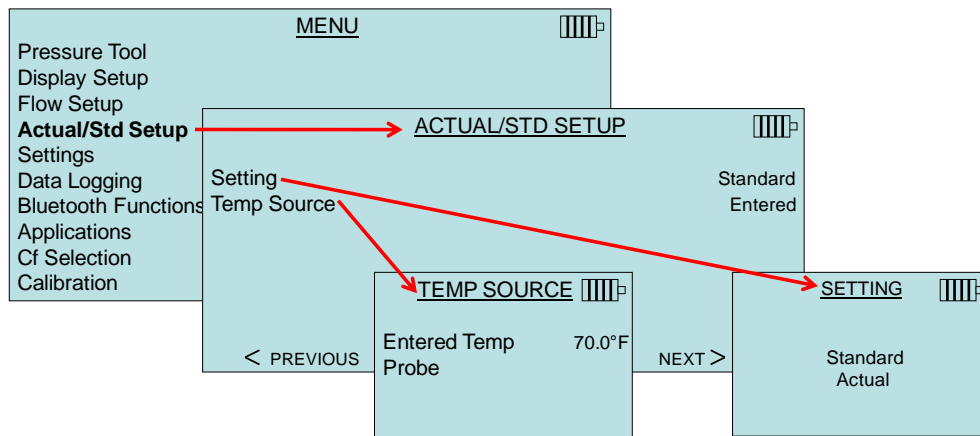 MENU
Pressure Tool
Display Setup
Flow Setup
Actual/Std Setup
Settings
Data Logging
Bluetooth Functions
Applications
Cf Selection
Calibration
ACTUAL/STD SETUP
Setting Standard
Temp Source Entered
< PREVIOUS NEXT >
TEMP SOURCE
Entered Temp 70.0°F
Probe
SETTING
Standard
Actual